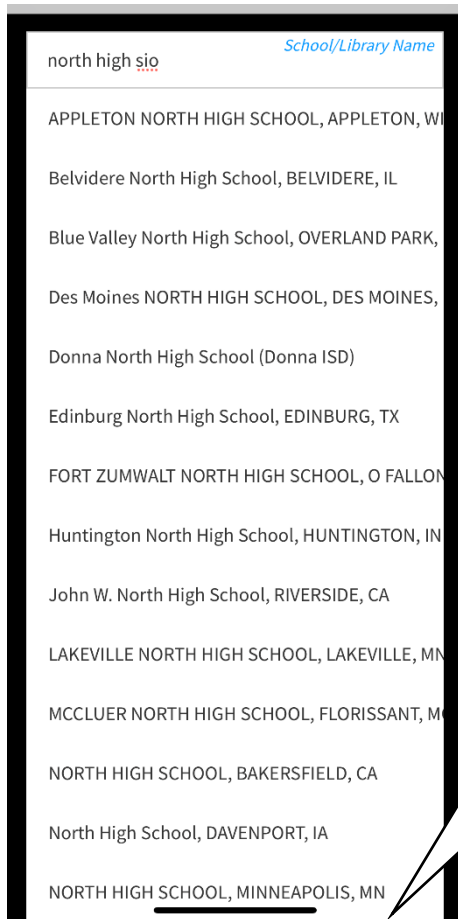 School/Library Name
north high sio
APPLETON NORTH HIGH SCHOOL, APPLETON, WI
Belvidere North High School, BELVIDERE, IL
Blue Valley North High School, OVERLAND PARK,
Des Moines NORTH HIGH SCHOOL, DES MOINES,
Donna North High School (Donna ISD)
Edinburg North High School, EDINBURG, TX
FORT ZUMWALT NORTH HIGH SCHOOL, O FALLON
Huntington North High School, HUNTINGTON, IN
John W. North High School, RIVERSIDE, CA
LAKEVILLE NORTH HIGH SCHOOL, LAKEVILLE, MN
MCCLUER NORTH HIGH SCHOOL, FLORISSANT, MO
NORTH HIGH SCHOOL, BAKERSFIELD, CA
North High School, DAVENPORT, IA
NORTH HIGH SCHOOL, MINNEAPOLIS, MN